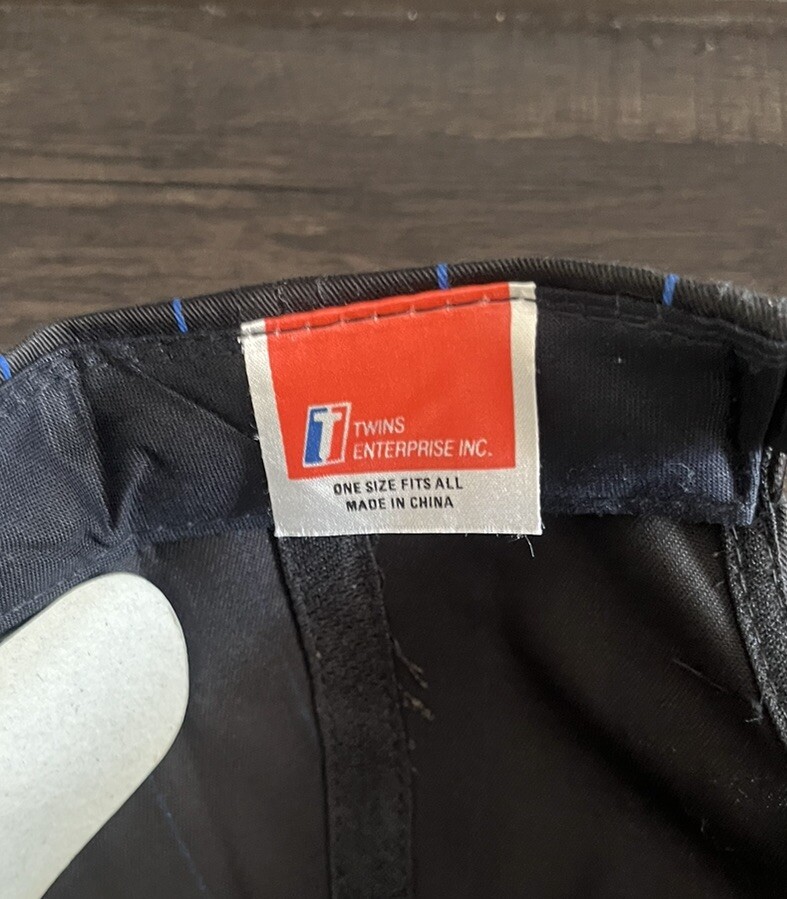 T TWINS
ENTERPRISE INC.
ONE SIZE FITS ALL
MADE IN CHINA